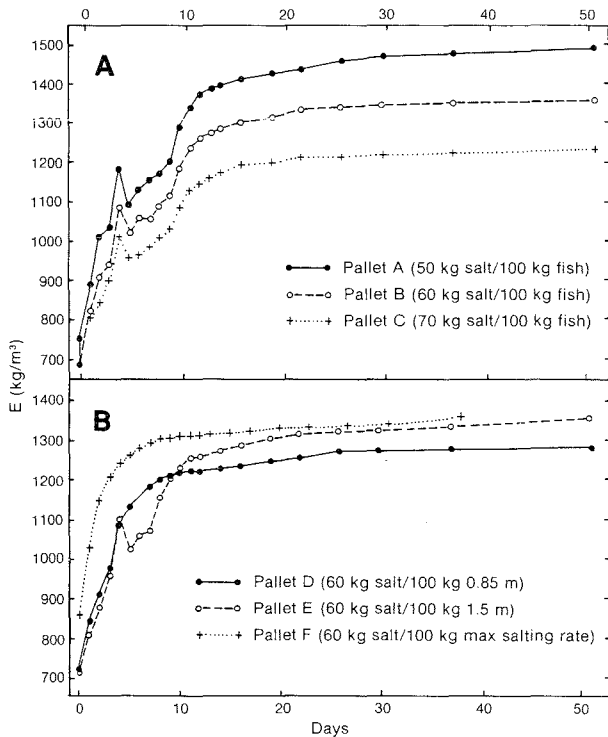 0 10 20 30 40 50
1500
A
1400
1300
1200
1100
Pallet A (50 kg salt/100 kg fish)
1000
Pallet B (60 kg salt/100 kg fish)
900
Pallet C (70 kg salt/100 kg fish)
800
700
E (kg/m³)
1400
B
1300
1200
1100
1000
Pallet D (60 kg salt/100 kg 0.85 m)
900
Pallet E (60 kg salt/100 kg 1.5 m)
800
Pallet F (60 kg salt/100 kg max salting rate)
700
0 10 20 30 40 50
Days